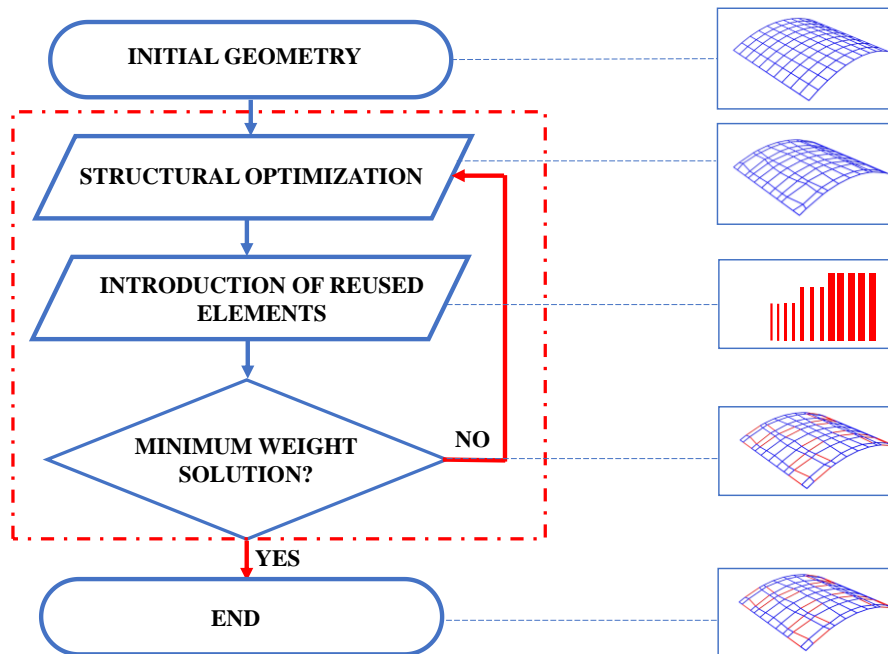 INITIAL GEOMETRY
STRUCTURAL OPTIMIZATION
INTRODUCTION OF REUSED
ELEMENTS
MINIMUM WEIGHT
SOLUTION?
NO
YES
END